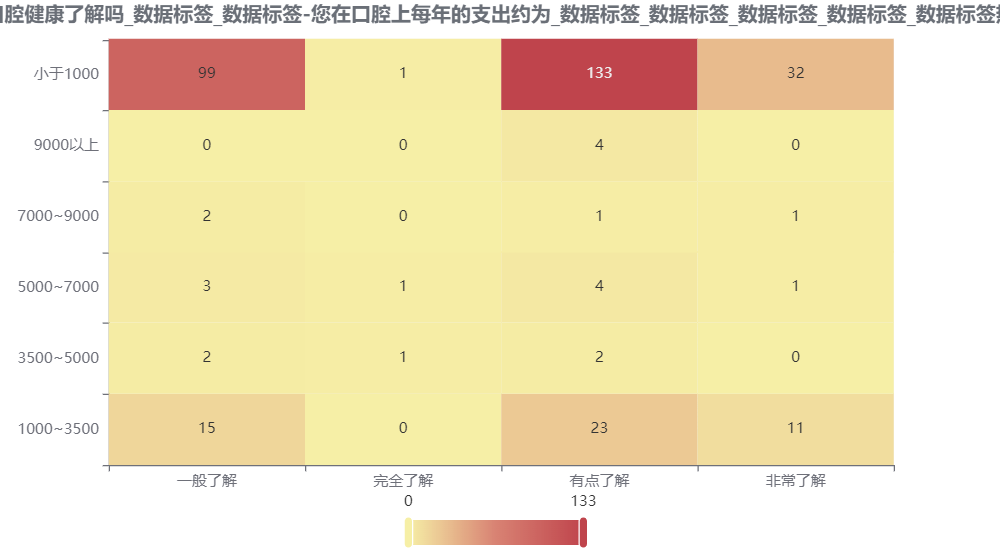 腔健康了解吗_数据标签_数据标签-您在口腔上每年的支出约为_数据标签_数据标签_数据标签_数据标签_数据标签
小于1000 99 1 133 32
9000以上 0 0 4 0
7000~9000 2 0 1 1
5000~7000 3 1 4 1
3500~5000 2 1 2 0
1000~3500 15 0 23 11
一般了解 完全了解 有点了解 非常了解
0 133